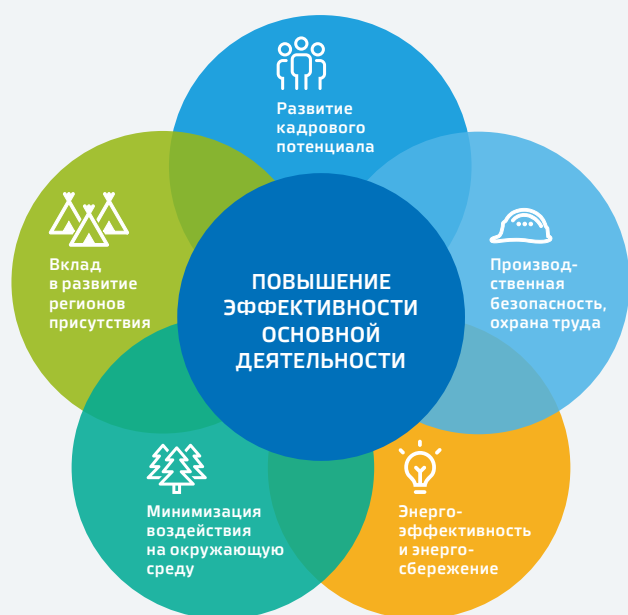 Развитие
кадрового
потенциала
Вклад
в развитие
регионов
присутствия
ПОВЫШЕНИЕ
ЭФФЕКТИВНОСТИ
ОСНОВНОЙ
ДЕЯТЕЛЬНОСТИ
Производ-
ственная
безопасность,
охрана труда
Минимизация
воздействия
на окружающую
среду
Энерго-
эффективность
и энерго-
сбережение